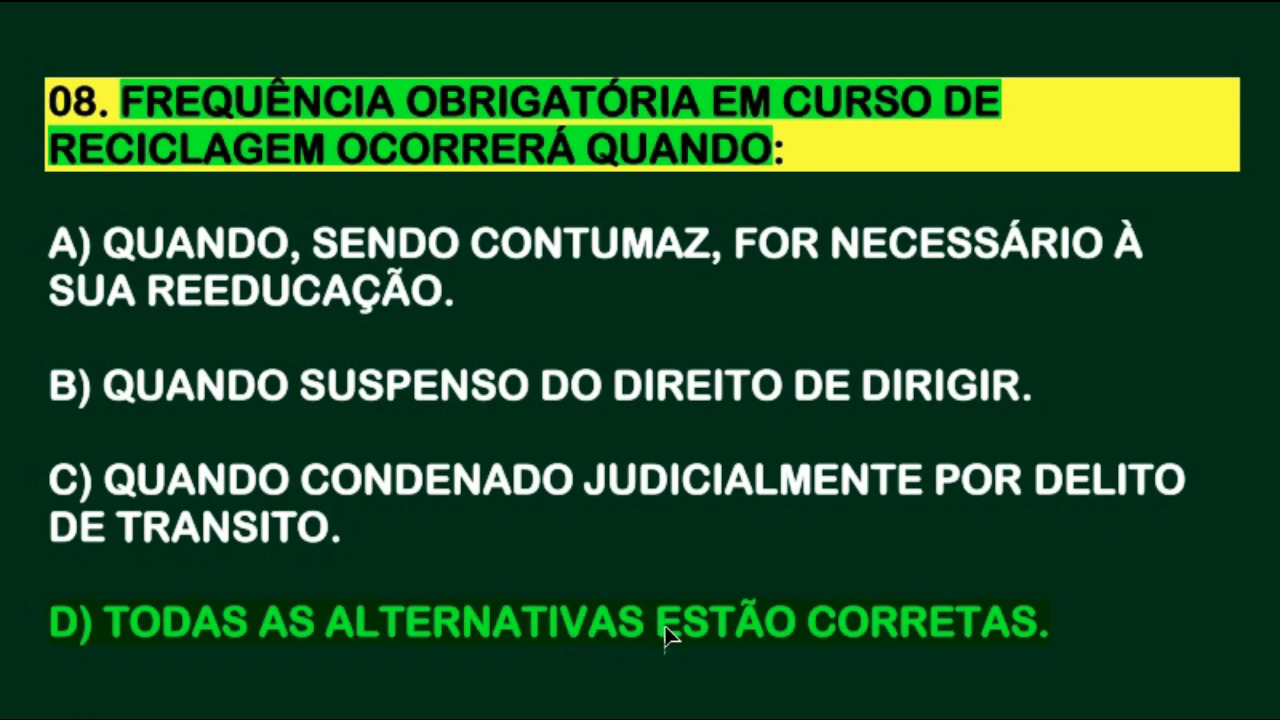 08. FREQUÊNCIA OBRIGATÓRIA EM CURSO DE
RECICLAGEM OCORRERÁ QUANDO:
A) QUANDO, SENDO CONTUMAZ, FOR NECESSÁRIO À
SUA REEDUCAÇÃO.
B) QUANDO SUSPENSO DO DIREITO DE DIRIGIR.
C) QUANDO CONDENADO JUDICIALMENTE POR DELITO
DE TRANSITO.
D) TODAS AS ALTERNATIVAS ESTÃO CORRETAS.